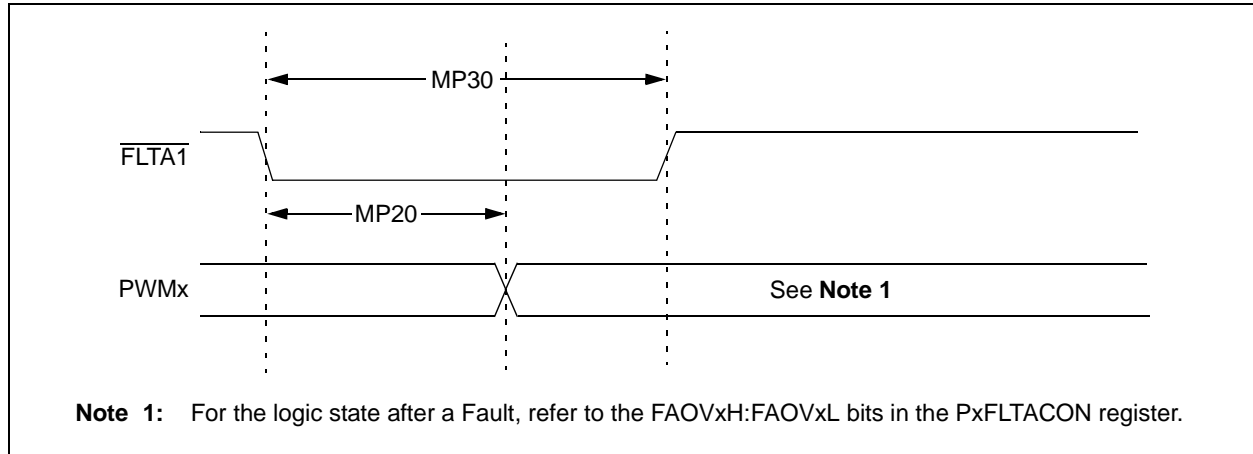 MP30
FLTA1
MP20
PWMx
See Note 1
Note 1: For the logic state after a Fault, refer to the FAOVxH:FAOVxL bits in the PxFLTACON register.